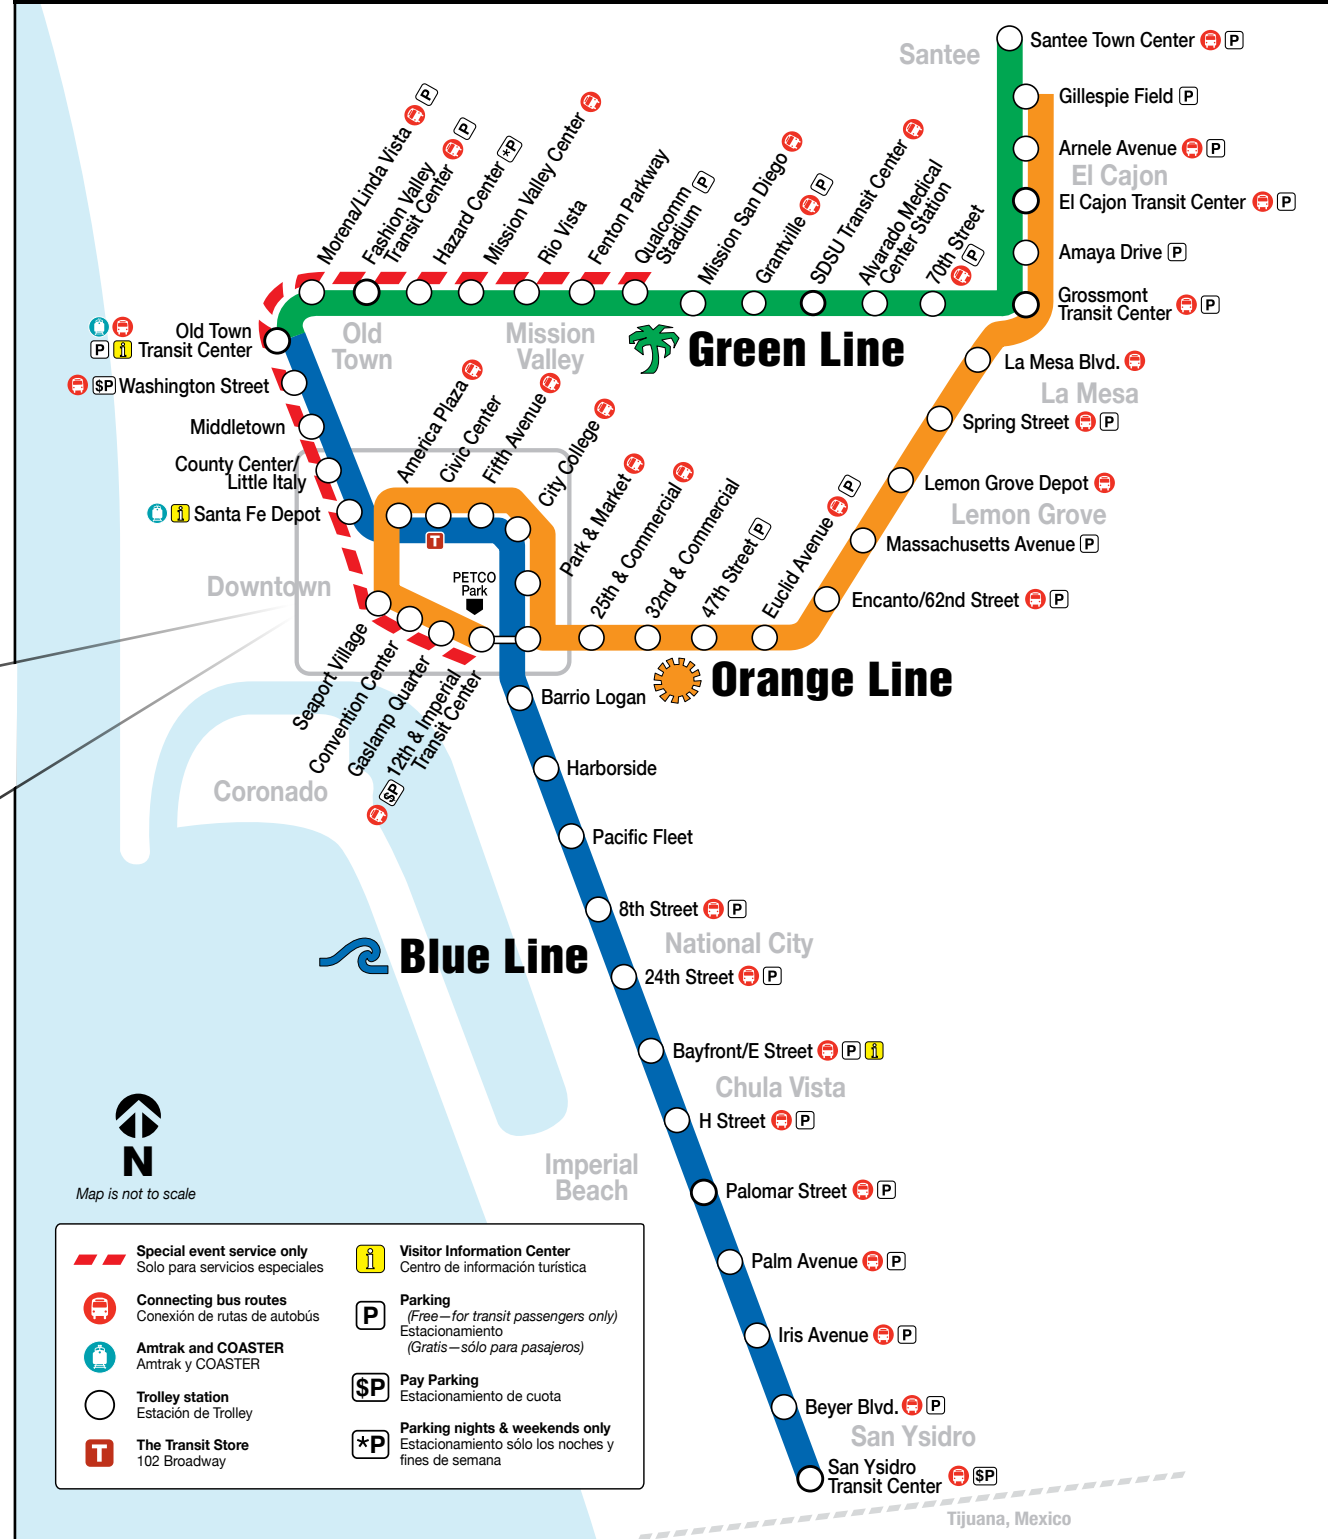 Santee
Santee Town Center
P
Gillespie Field P
Arnele Avenue P
El Cajon
El Cajon Transit Center P
Amaya Drive P
Grossmont
Transit Center P
Morena/Linda Vista P
Fashion Valley
Transit Center P
Hazard Center *P
Mission Valley Center
Rio Vista
Fenton Parkway
Qualcomm
Stadium P
Mission San Diego
Grantville P
SDSU Transit Center
Alvarado Medical
Center Station
70th Street
P
Old Town
P i Transit Center
Old
Town
Mission
Valley
Green Line
$P Washington Street
Middletown
County Center/
Little Italy
i Santa Fe Depot
America Plaza
Civic Center
Fifth Avenue
City College
T
Park & Market
25th & Commercial
32nd & Commercial
47th Street P
Euclid Avenue P
La Mesa Blvd.
La Mesa
Spring Street P
Lemon Grove Depot
Lemon Grove
Massachusetts Avenue P
Encanto/62nd Street P
Downtown
PETCO
Park
Seaport Village
Convention Center
Gaslamp Quarter
12th & Imperial
Transit Center
$P
Orange Line
Barrio Logan
Harborside
Coronado
Pacific Fleet
8th Street P
National City
Blue Line
24th Street P
Bayfront/E Street P i
Chula Vista
H Street P
Imperial
Beach
Palomar Street P
Palm Avenue P
Iris Avenue P
Beyer Blvd. P
San Ysidro
San Ysidro
Transit Center $P
Tijuana, Mexico
N
Map is not to scale
Special event service only
Solo para servicios especiales
Connecting bus routes
Conexión de rutas de autobús
Amtrak and COASTER
Amtrak y COASTER
Trolley station
Estación de Trolley
T
The Transit Store
102 Broadway
i
Visitor Information Center
Centro de información turística
P
Parking
(Free—for transit passengers only)
Estacionamiento
(Gratis—sólo para pasajeros)
$P
Pay Parking
Estacionamiento de cuota
*P
Parking nights & weekends only
Estacionamiento sólo los noches y
fines de semana